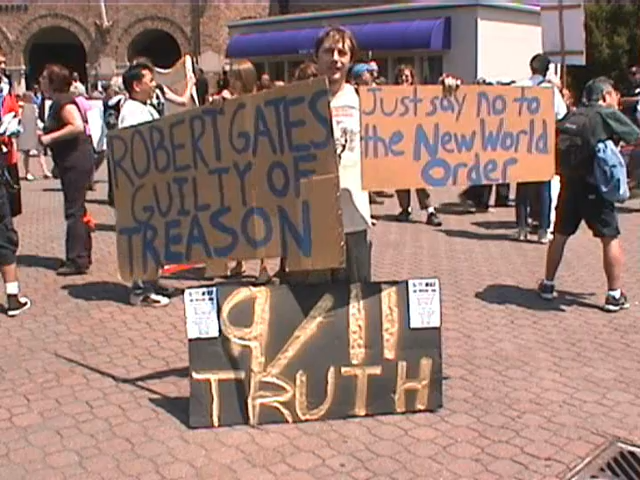 ROBERT GATES
GUILTY OF
TREASON
Just say no to
the New World
Order
9/11
TRUTH